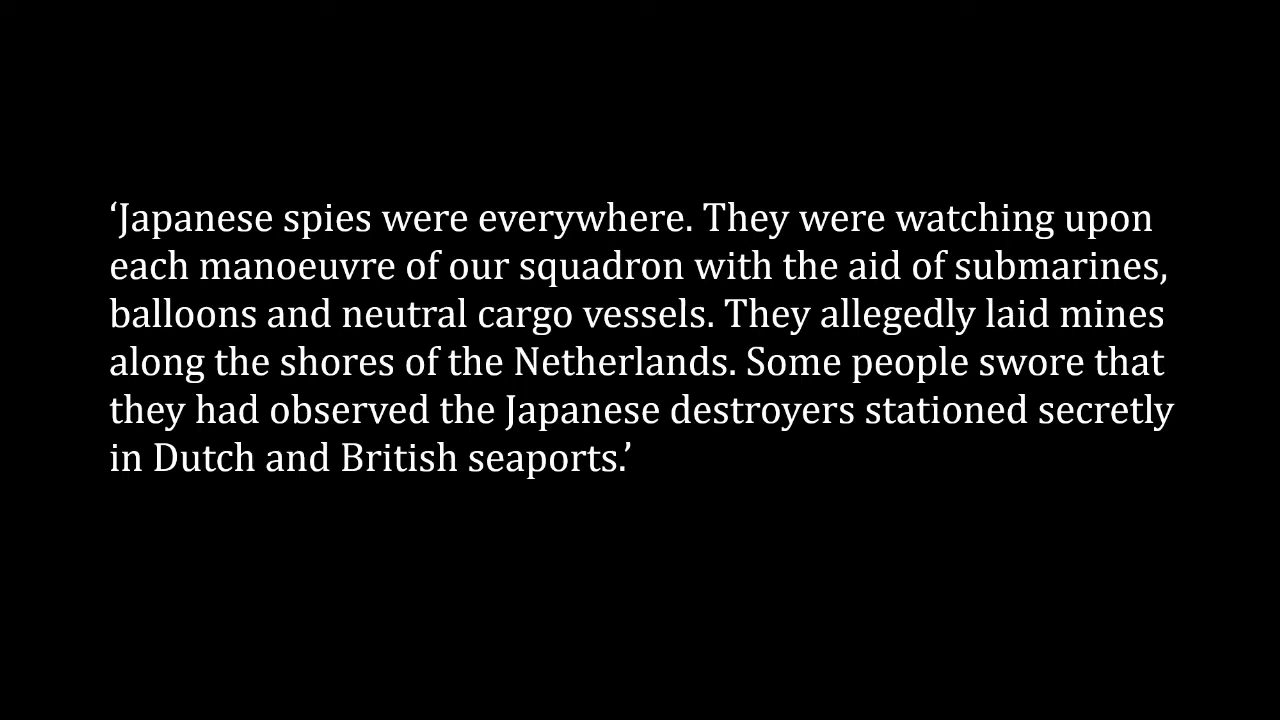 ‘Japanese spies were everywhere. They were watching upon
each manoeuvre of our squadron with the aid of submarines,
balloons and neutral cargo vessels. They allegedly laid mines
along the shores of the Netherlands. Some people swore that
they had observed the Japanese destroyers stationed secretly
in Dutch and British seaports.’